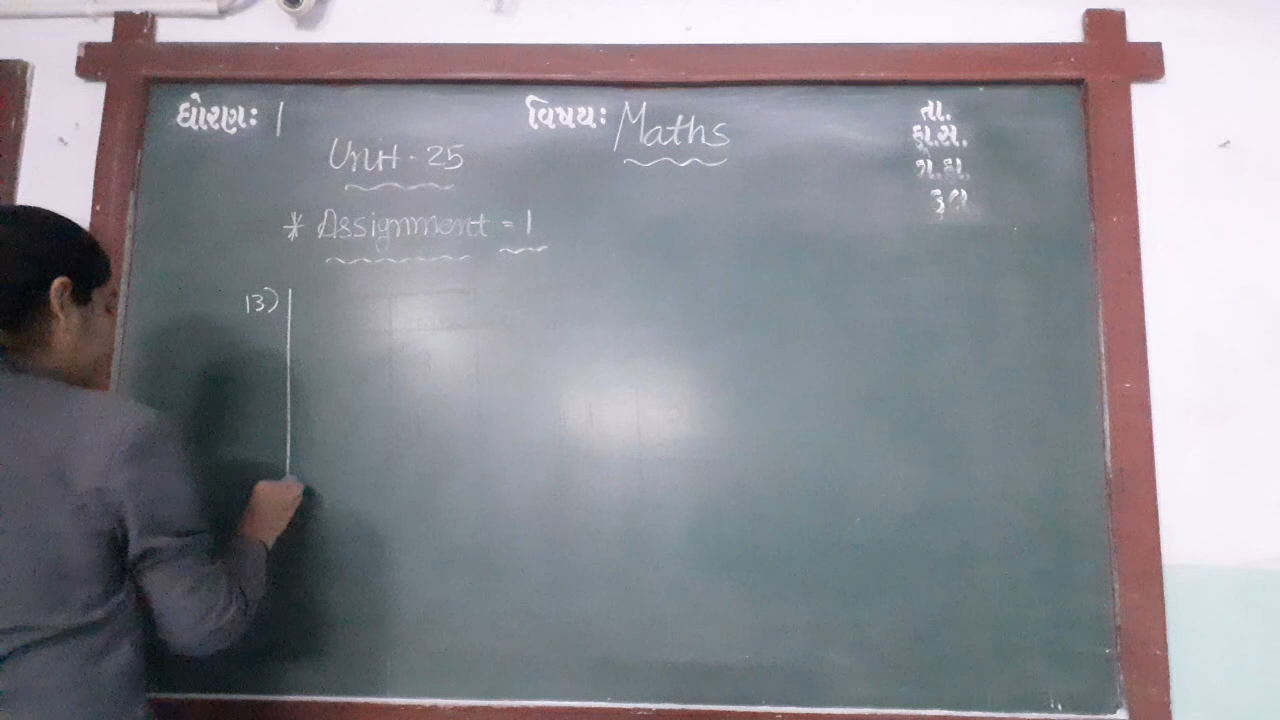 ધોરણ: 1 વિષય: Maths તા.
Unit - 25 કુ.સ.
ગે.હા.
* Assignment = 1 કુલ
13)